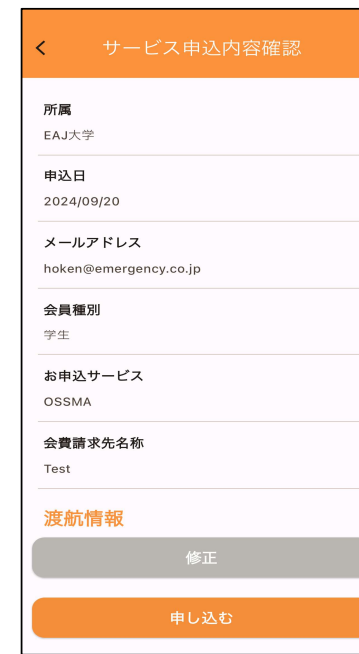 サービス申込内容確認
所属
EAJ大学
申込日
2024/09/20
メールアドレス
hoken@emergency.co.jp
会員種別
学生
お申込サービス
OSSMA
会費請求先名称
Test
渡航情報
修正
申し込む